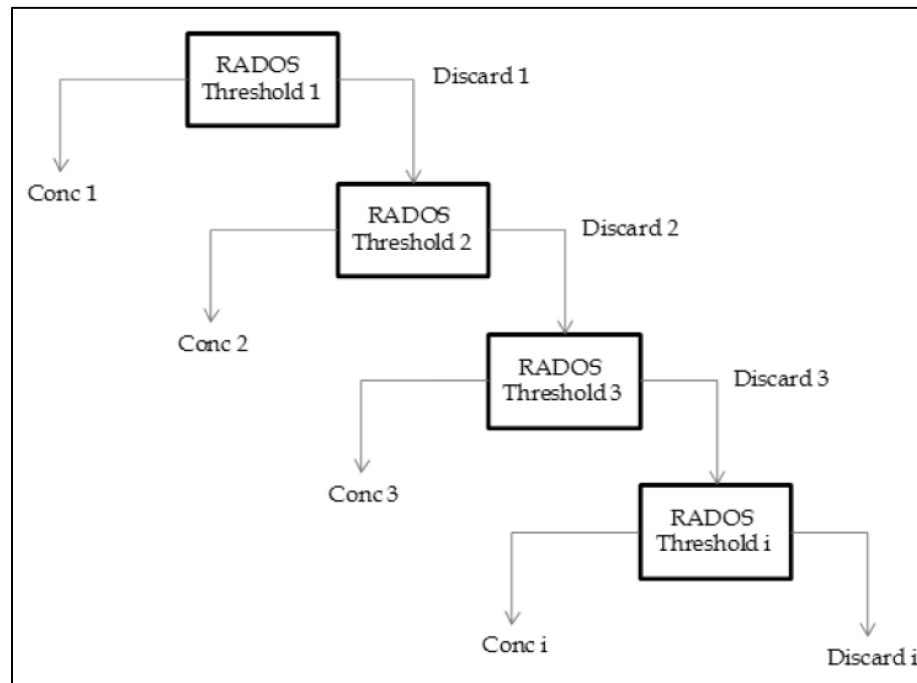 RADOS
Threshold 1
Discard 1
Conc 1
RADOS
Threshold 2
Discard 2
Conc 2
RADOS
Threshold 3
Discard 3
Conc 3
RADOS
Threshold i
Conc i
Discard i